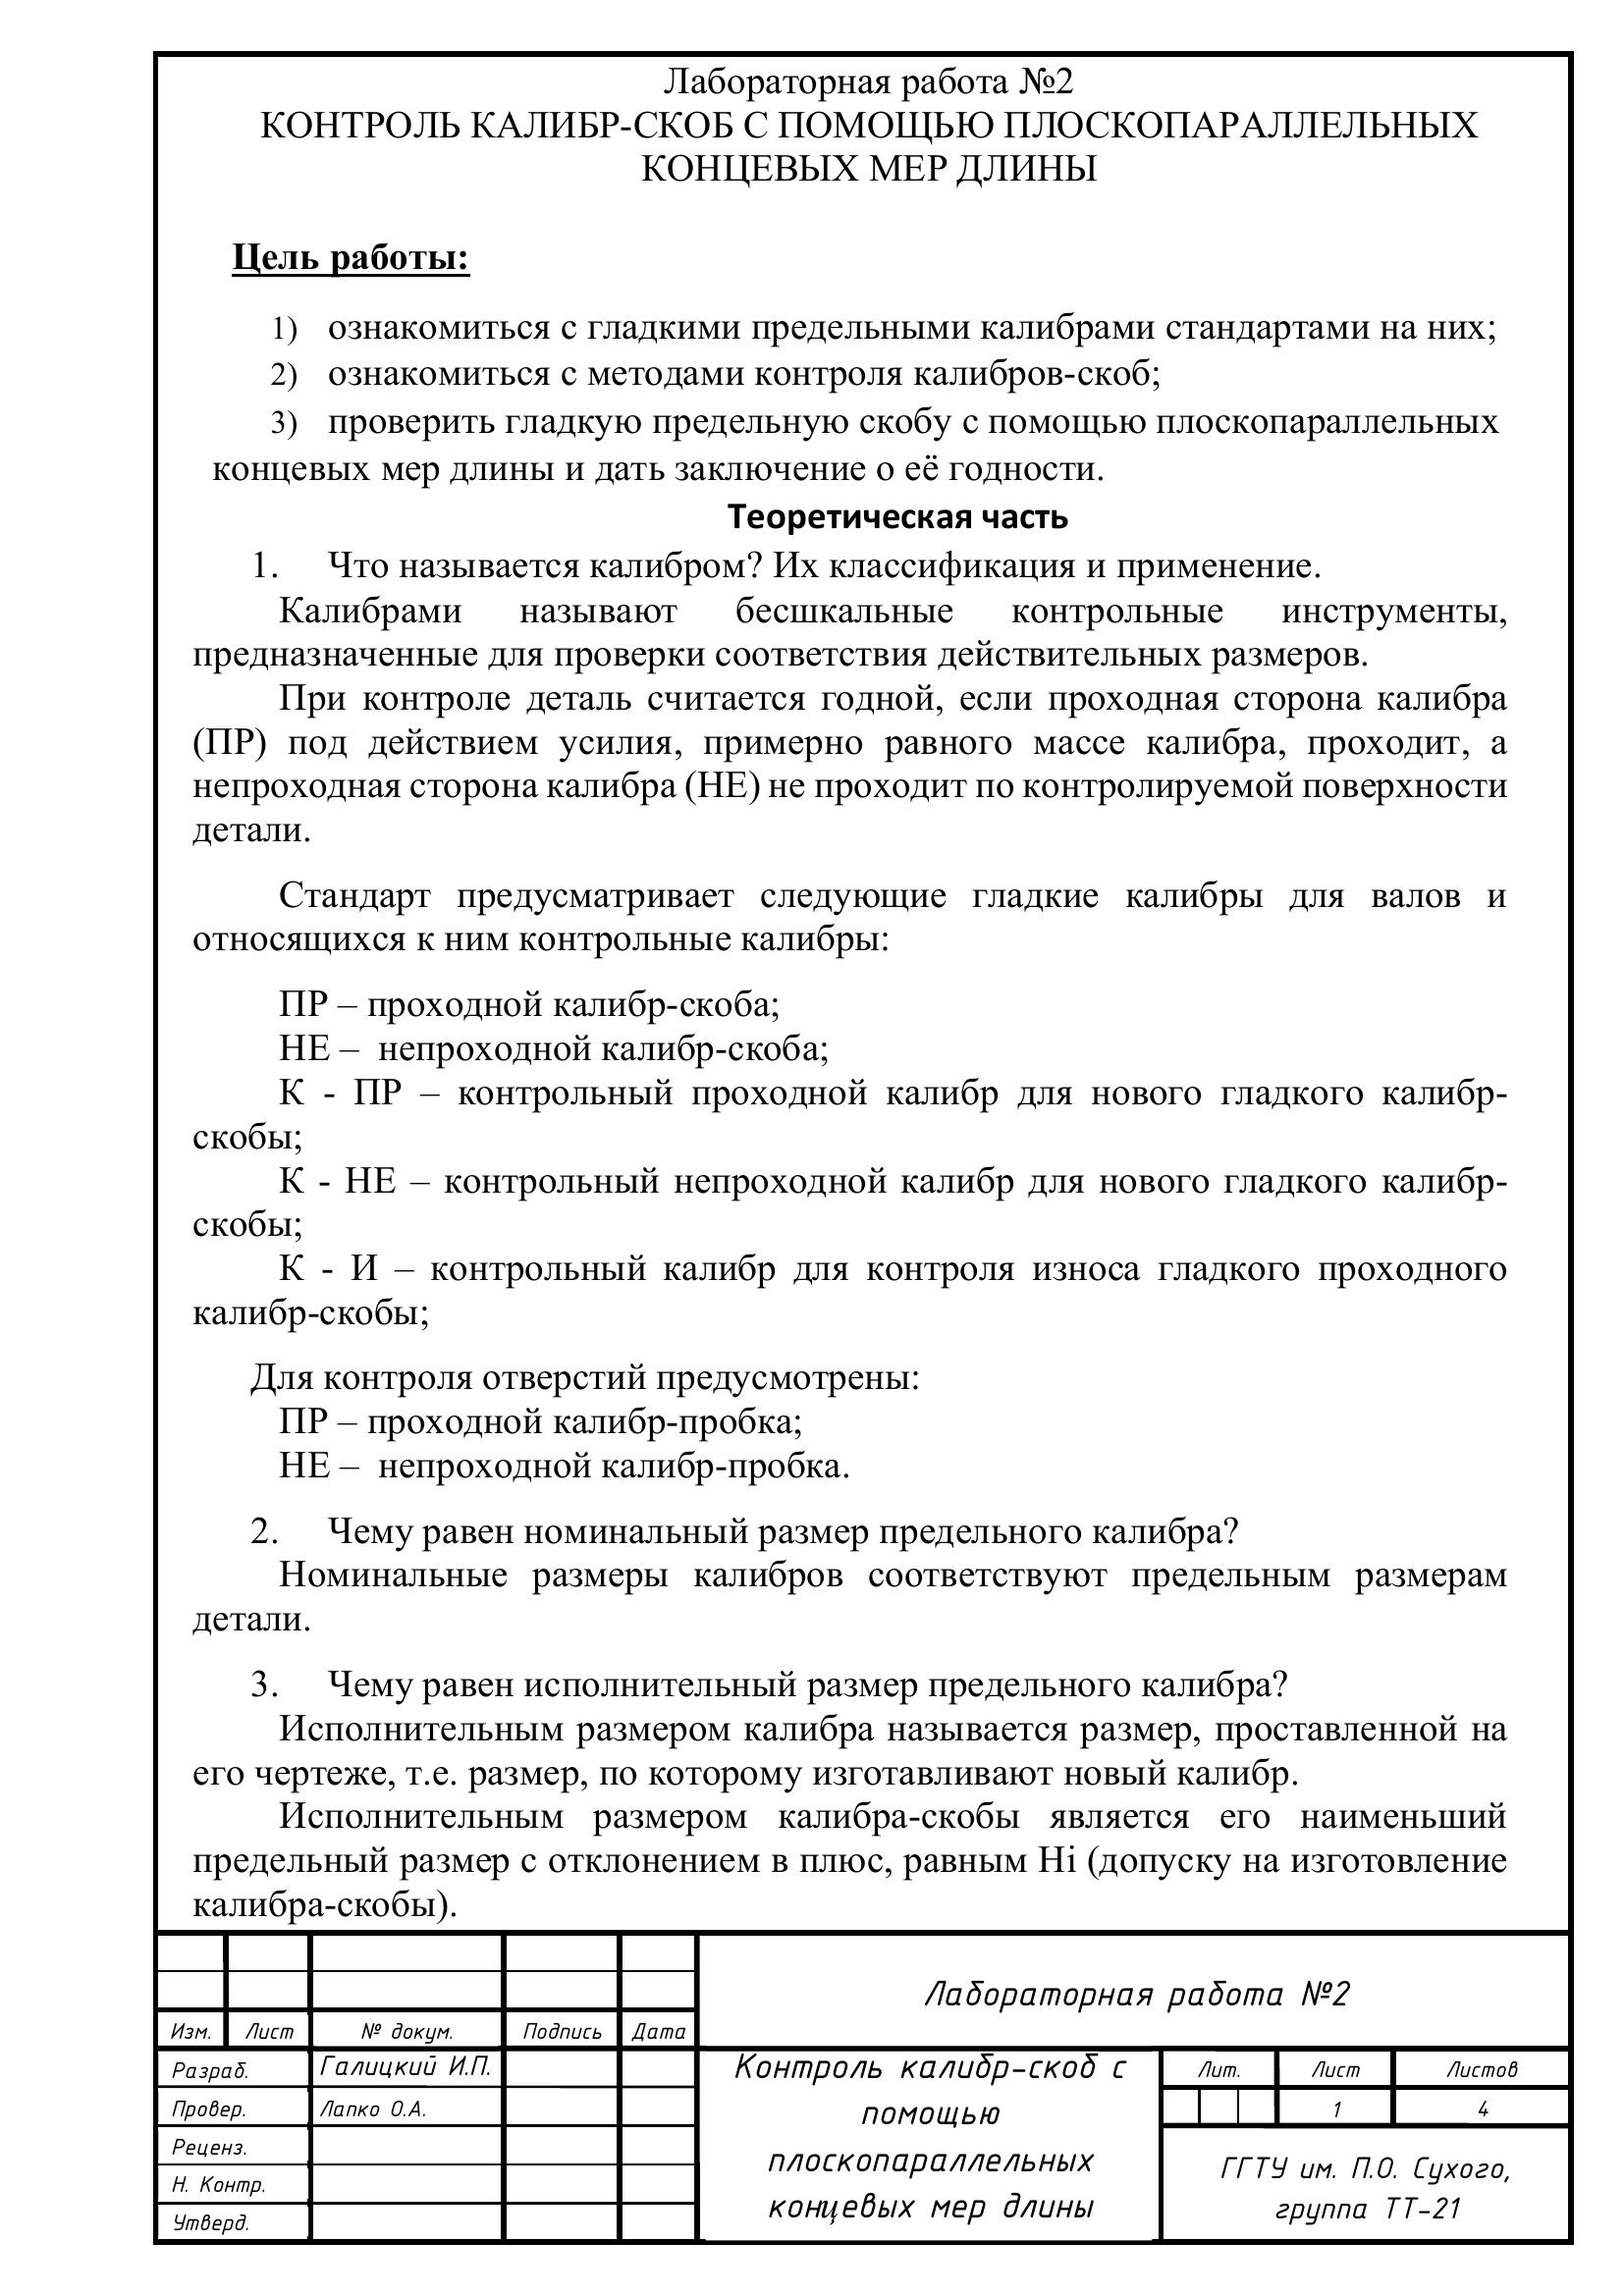 Лабораторная работа №2
КОНТРОЛЬ КАЛИБР-СКОБ С ПОМОЩЬЮ ПЛОСКОПАРАЛЛЕЛЬНЫХ
КОНЦЕВЫХ МЕР ДЛИНЫ
Цель работы:
1) ознакомиться с гладкими предельными калибрами стандартами на них;
2) ознакомиться с методами контроля калибров-скоб;
3) проверить гладкую предельную скобу с помощью плоскопараллельных
концевых мер длины и дать заключение о её годности.
Теоретическая часть
1. Что называется калибром? Их классификация и применение.
Калибрами называют бесшкальные контрольные инструменты,
предназначенные для проверки соответствия действительных размеров.
При контроле деталь считается годной, если проходная сторона калибра
(ПР) под действием усилия, примерно равного массе калибра, проходит, а
непроходная сторона калибра (НЕ) не проходит по контролируемой поверхности
детали.
Стандарт предусматривает следующие гладкие калибры для валов и
относящихся к ним контрольные калибры:
ПР – проходной калибр-скоба;
НЕ – непроходной калибр-скоба;
К - ПР – контрольный проходной калибр для нового гладкого калибр-
скобы;
К - НЕ – контрольный непроходной калибр для нового гладкого калибр-
скобы;
К - И – контрольный калибр для контроля износа гладкого проходного
калибр-скобы;
Для контроля отверстий предусмотрены:
ПР – проходной калибр-пробка;
НЕ – непроходной калибр-пробка.
2. Чему равен номинальный размер предельного калибра?
Номинальные размеры калибров соответствуют предельным размерам
детали.
3. Чему равен исполнительный размер предельного калибра?
Исполнительным размером калибра называется размер, проставленной на
его чертеже, т.е. размер, по которому изготавливают новый калибр.
Исполнительным размером калибра-скобы является его наименьший
предельный размер с отклонением в плюс, равным Hi (допуску на изготовление
калибра-скобы).
Лабораторная работа №2
Изм. Лист № докум. Подпись Дата
Разраб. Галицкий И.П.
Провер. Лапко О.А.
Реценз.
Н. Контр.
Утверд.
Контроль калибр-скоб с
помощью
плоскопараллельных
концевых мер длины
Лит. Лист Листов
1 4
ГГТУ им. П.О. Сухого,
группа ТТ-21